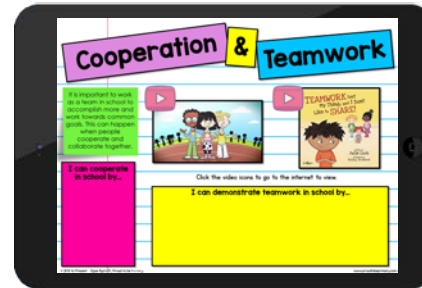 Cooperation
&
Teamwork
It is important to work
as a team in school to
accomplish more and
work towards common
goals. This can happen
when people
cooperate and
collaborate together.
TEAMWORK
isn't
My Thing, and I Don't
Like to SHARE!
Click the video icons to go to the internet to view.
I can cooperate
in school by...
I can demonstrate teamwork in school by...